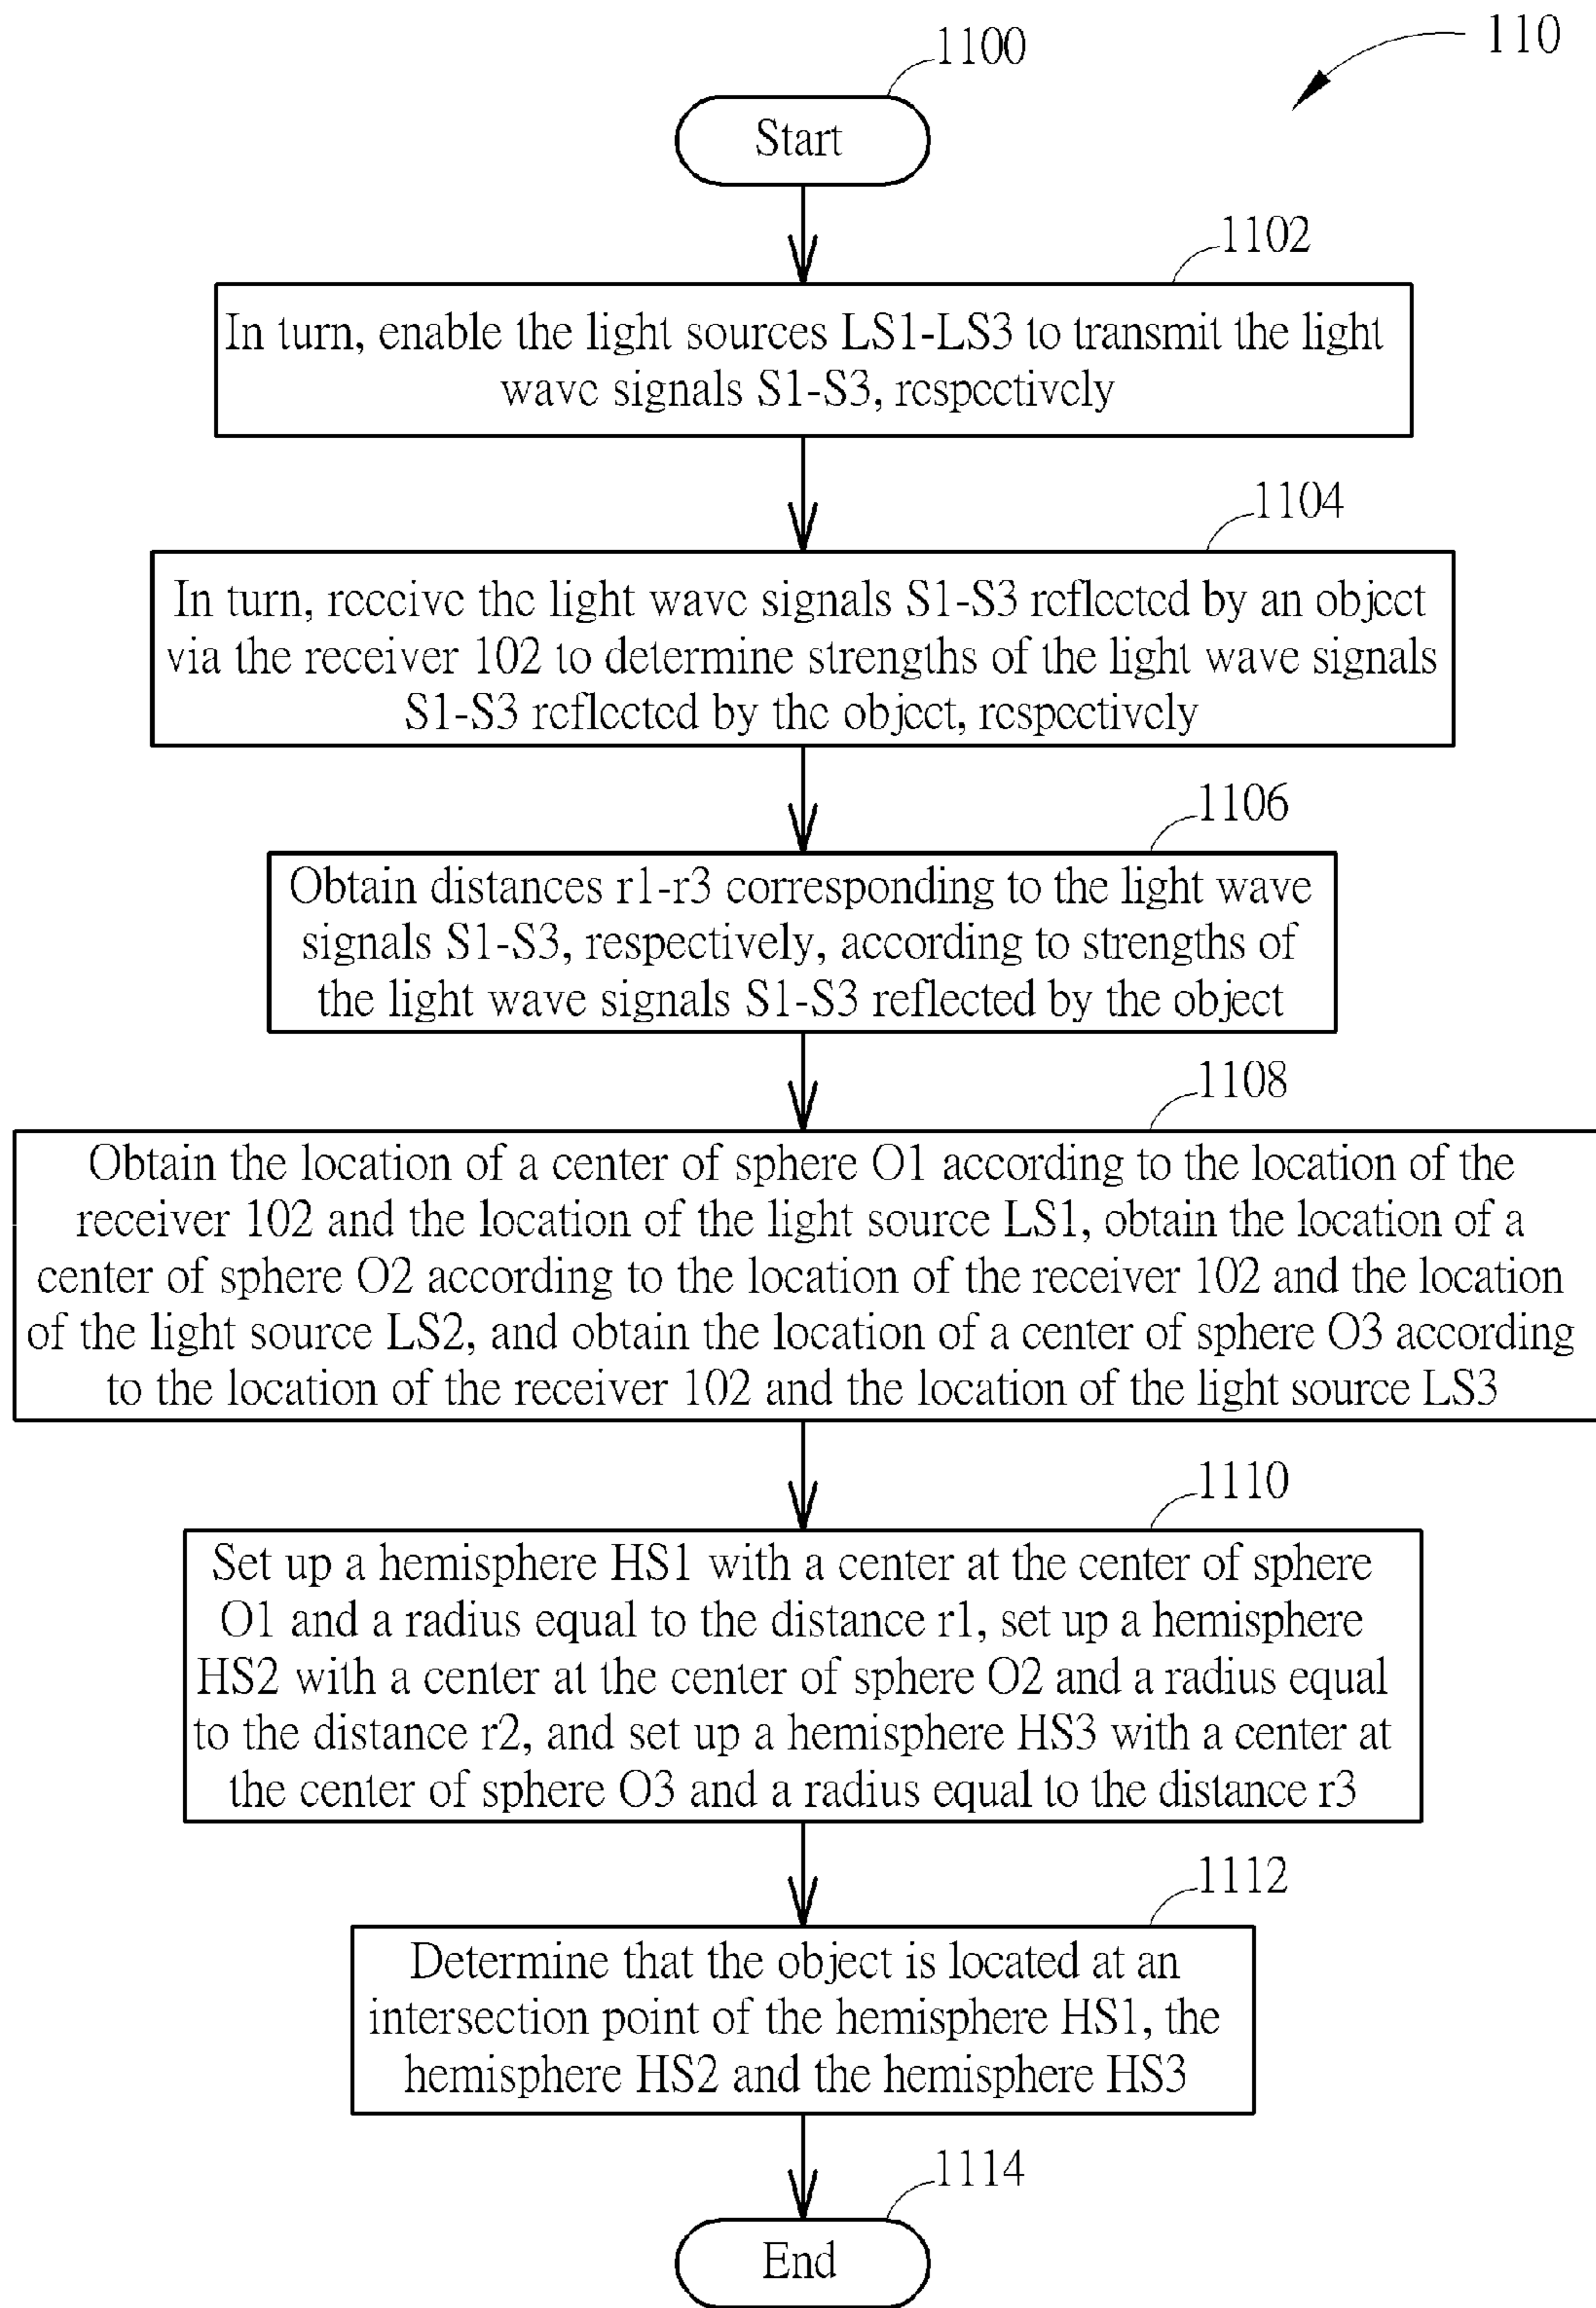 110
1100
Start
1102
In turn, enable the light sources LS1-LS3 to transmit the light
wave signals S1-S3, respectively
1104
In turn, receive the light wave signals S1-S3 reflected by an object
via the receiver 102 to determine strengths of the light wave signals
S1-S3 reflected by the object, respectively
1106
Obtain distances r1-r3 corresponding to the light wave
signals S1-S3, respectively, according to strengths of
the light wave signals S1-S3 reflected by the object
1108
Obtain the location of a center of sphere O1 according to the location of the
receiver 102 and the location of the light source LS1, obtain the location of a
center of sphere O2 according to the location of the receiver 102 and the location
of the light source LS2, and obtain the location of a center of sphere O3 according
to the location of the receiver 102 and the location of the light source LS3
1110
Set up a hemisphere HS1 with a center at the center of sphere
O1 and a radius equal to the distance r1, set up a hemisphere
HS2 with a center at the center of sphere O2 and a radius equal
to the distance r2, and set up a hemisphere HS3 with a center at
the center of sphere O3 and a radius equal to the distance r3
1112
Determine that the object is located at an
intersection point of the hemisphere HS1, the
hemisphere HS2 and the hemisphere HS3
1114
End